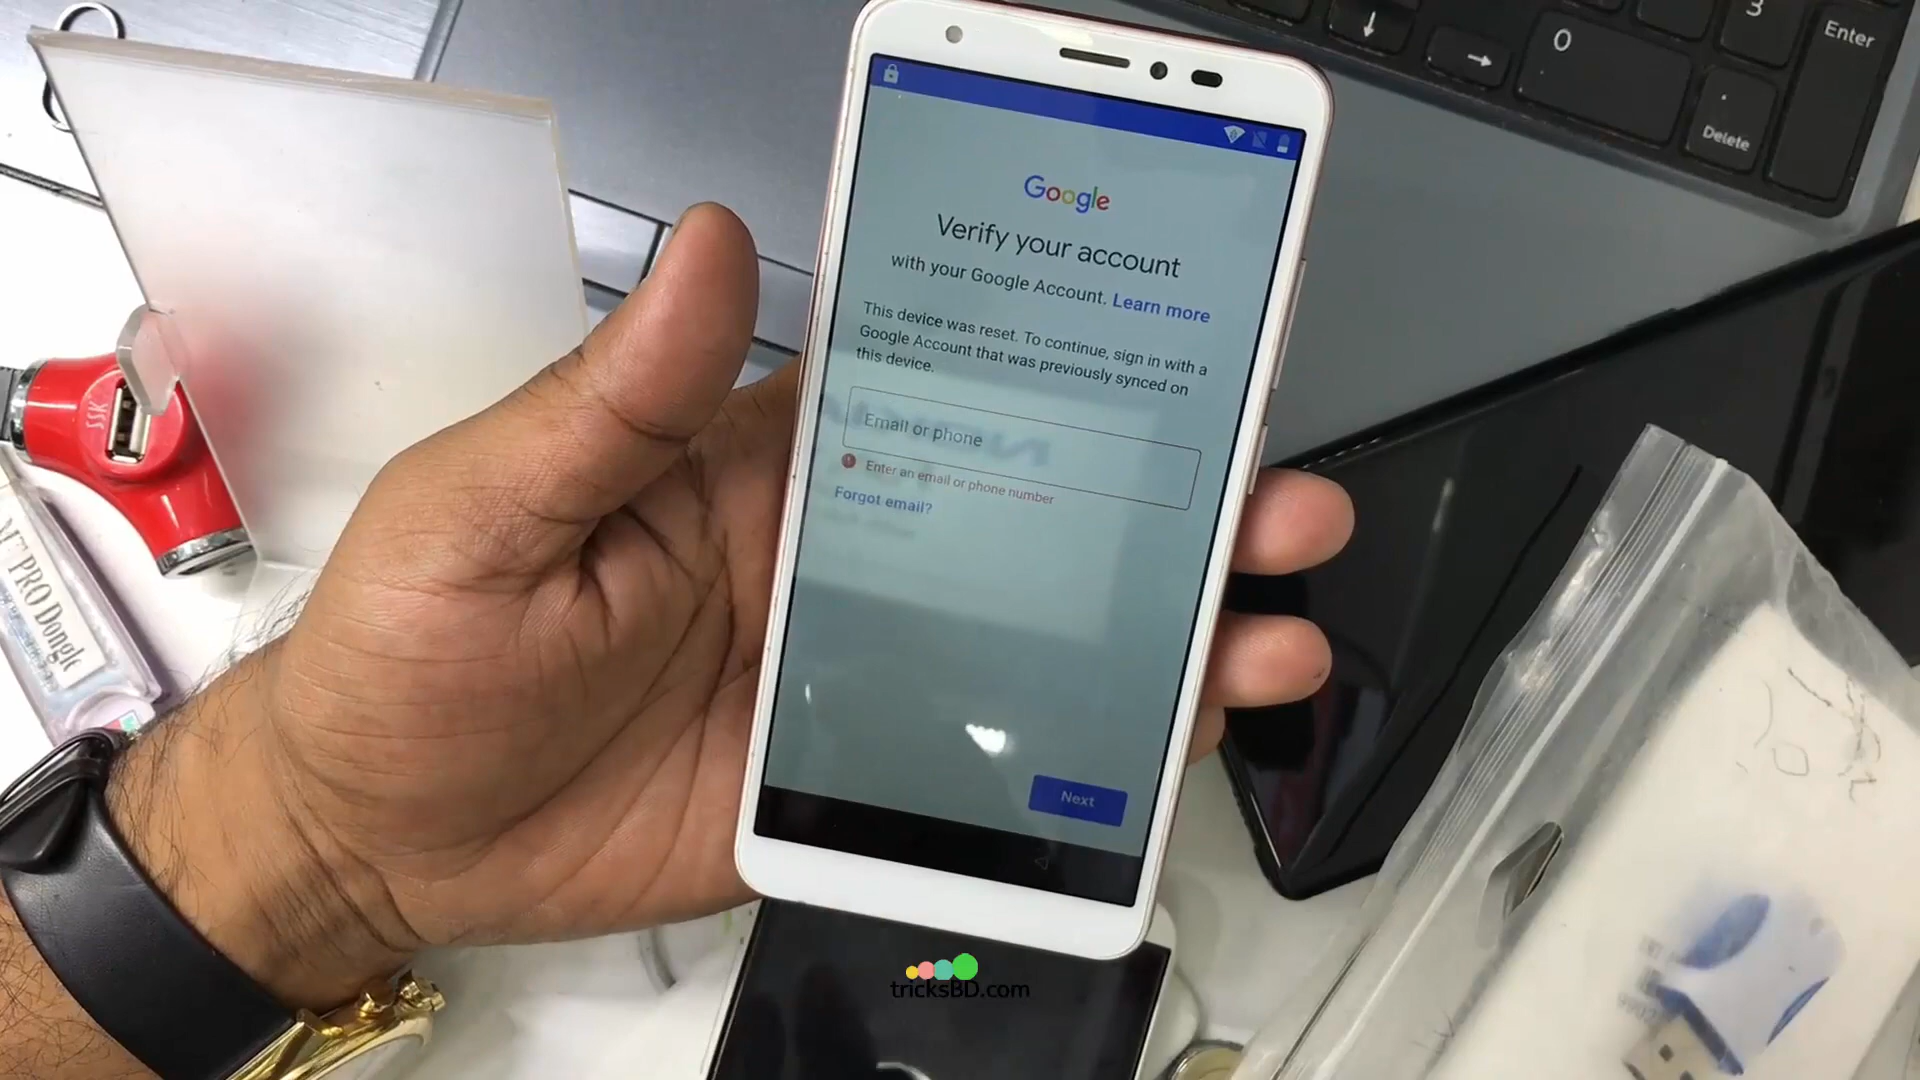 3
Enter
0
Delete
Google
Verify your account
with your Google Account. Learn more
This device was reset. To continue, sign in with a
Google Account that was previously synced on
this device.
Email or phone
Enter an email or phone number
Forgot email?
Next
SSK
PRO Dongle
tricksBD.com